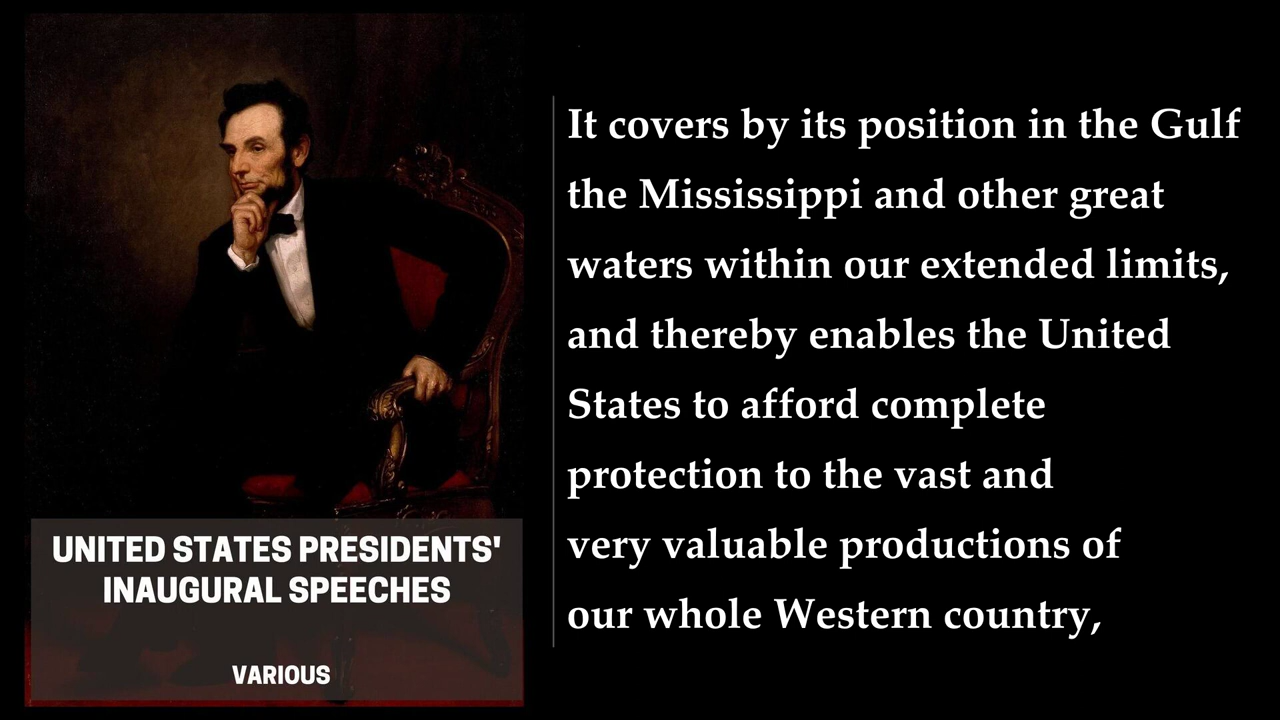 It covers by its position in the Gulf
the Mississippi and other great
waters within our extended limits,
and thereby enables the United
States to afford complete
protection to the vast and
very valuable productions of
our whole Western country,
UNITED STATES PRESIDENTS'
INAUGURAL SPEECHES
VARIOUS